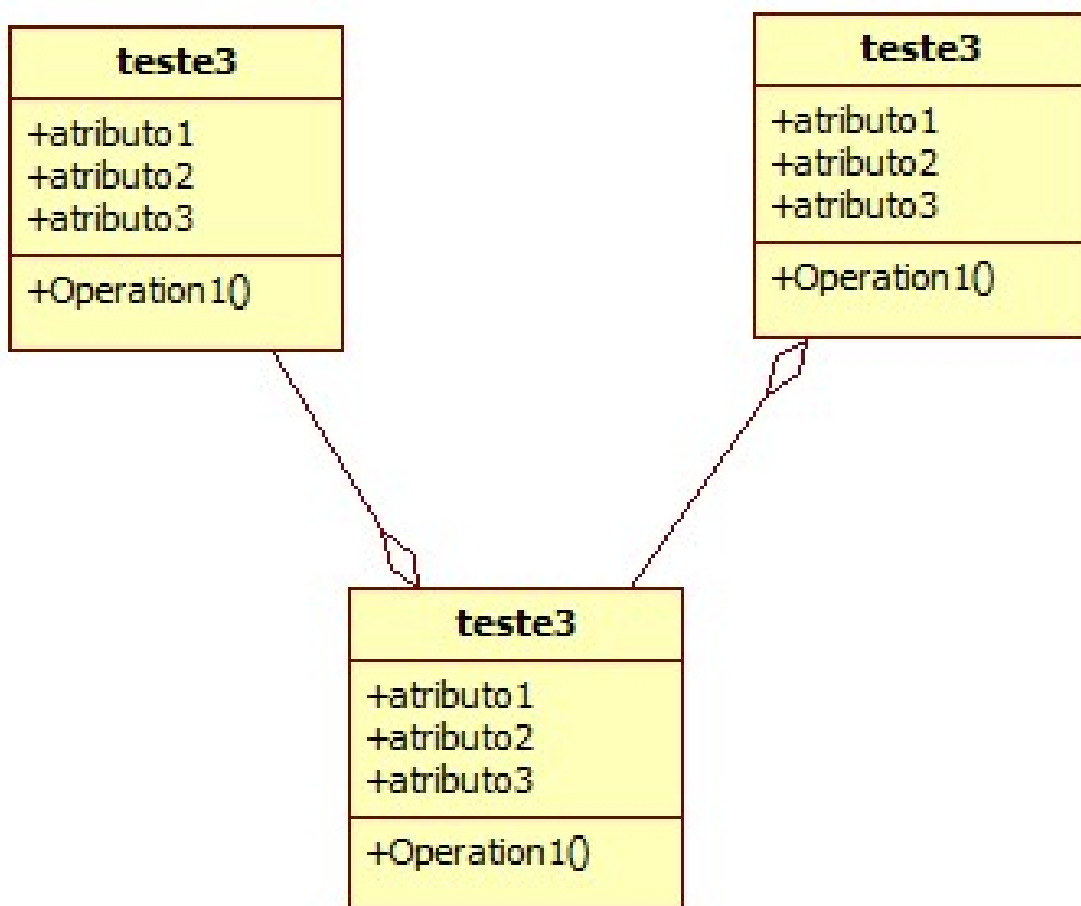 teste3
+atributo1
+atributo2
+atributo3
+Operation1()
teste3
+atributo1
+atributo2
+atributo3
+Operation1()
teste3
+atributo1
+atributo2
+atributo3
+Operation1()